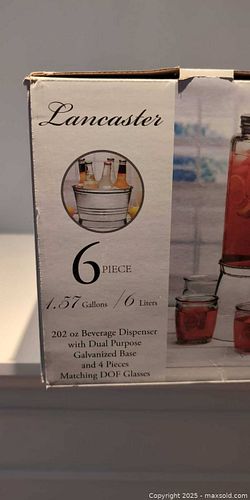 Lancaster
6 PIECE
1.57 Gallons / 6 Liters
202 oz Beverage Dispenser
with Dual Purpose
Galvanized Base
and 4 Pieces
Matching DOF Glasses
Copyright © 2025 - maxsold.com